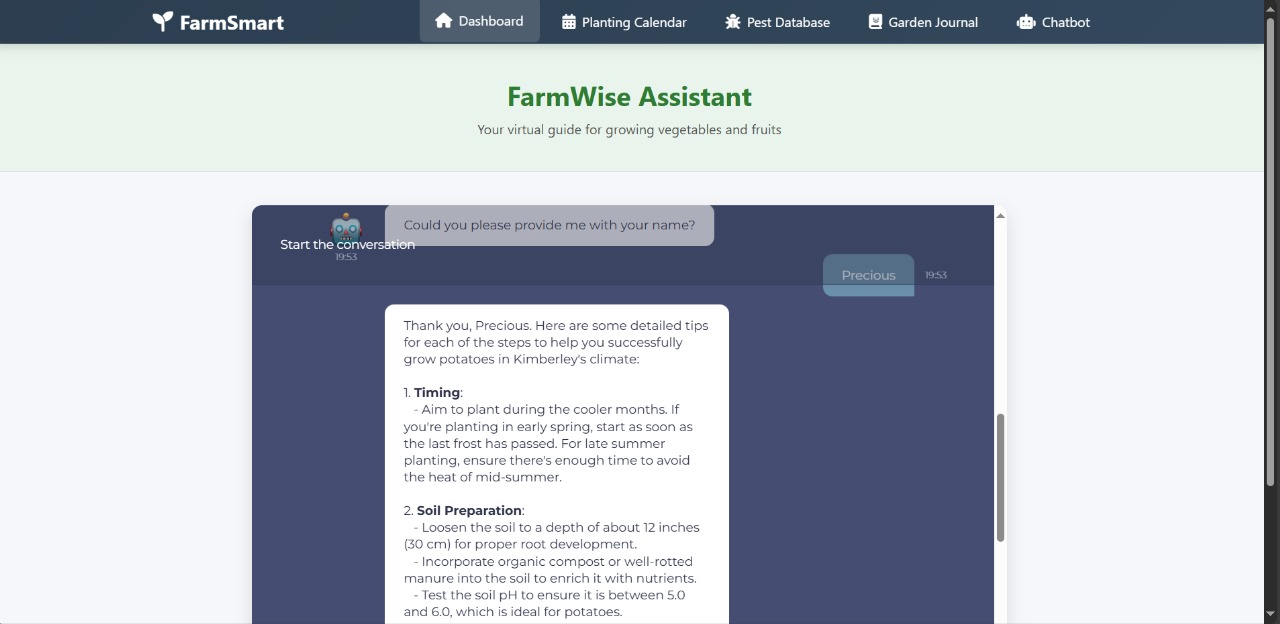 FarmSmart
Dashboard
Planting Calendar
Pest Database
Garden Journal
Chatbot
FarmWise Assistant
Your virtual guide for growing vegetables and fruits
Could you please provide me with your name?
Start the conversation
19:53
Precious
19:53
Thank you, Precious. Here are some detailed tips
for each of the steps to help you successfully
grow potatoes in Kimberley's climate:
1. Timing:
- Aim to plant during the cooler months. If
you're planting in early spring, start as soon as
the last frost has passed. For late summer
planting, ensure there's enough time to avoid
the heat of mid-summer.
2. Soil Preparation:
- Loosen the soil to a depth of about 12 inches
(30 cm) for proper root development.
- Incorporate organic compost or well-rotted
manure into the soil to enrich it with nutrients.
- Test the soil pH to ensure it is between 5.0
and 6.0, which is ideal for potatoes.